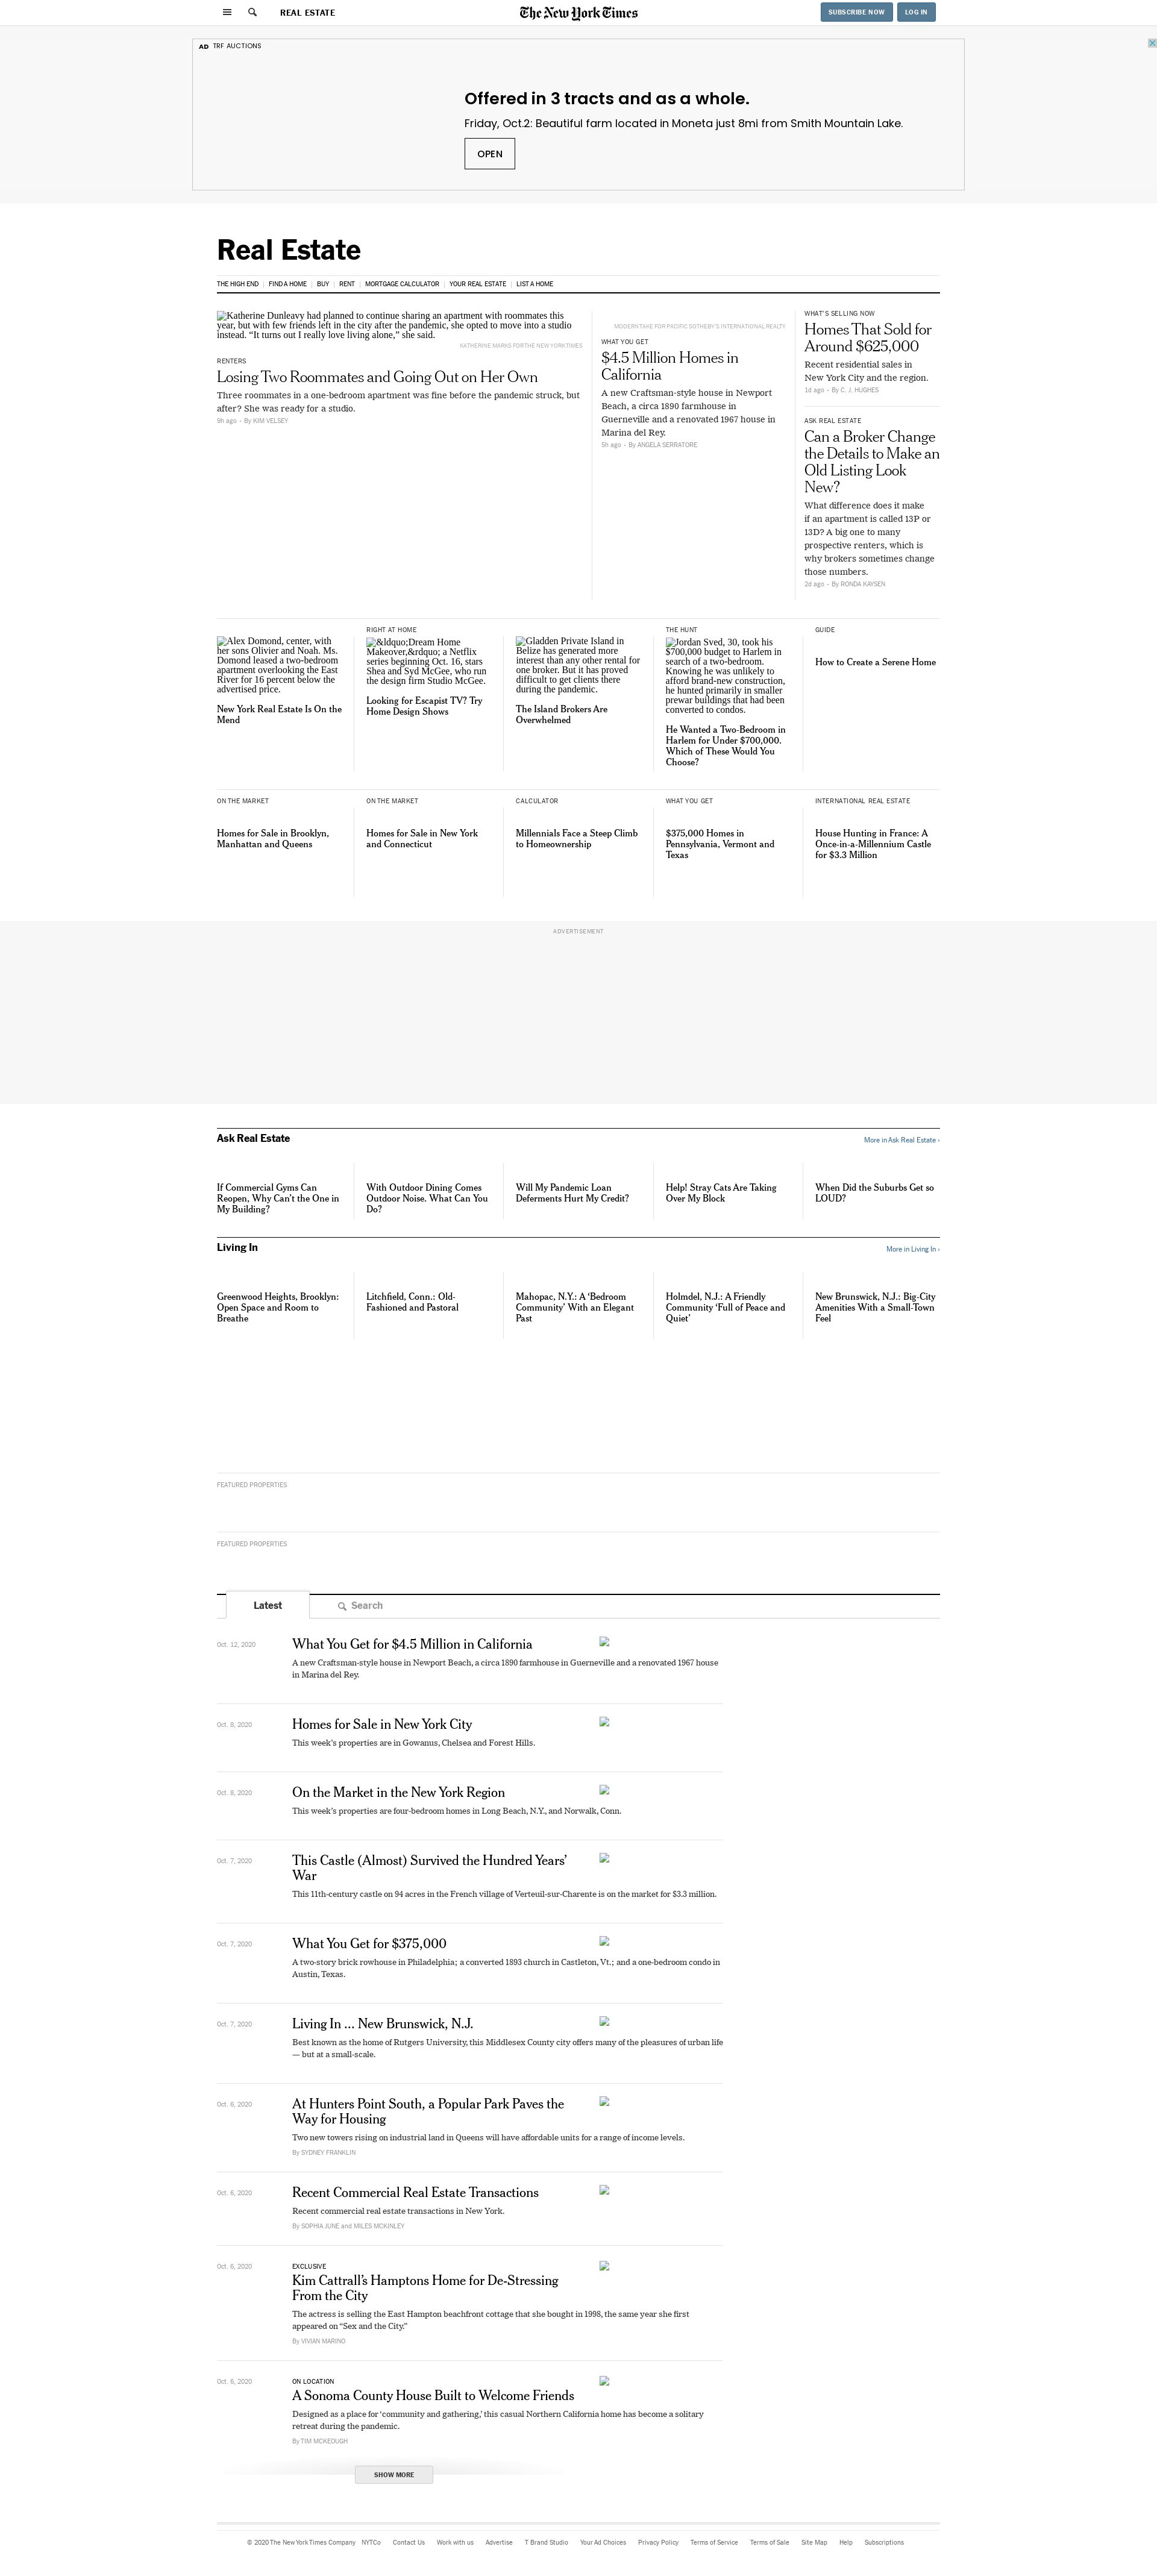 REAL ESTATE
The New York Times
SUBSCRIBE NOW
LOG IN
AD TRF AUCTIONS
Offered in 3 tracts and as a whole.
Friday, Oct.2: Beautiful farm located in Moneta just 8mi from Smith Mountain Lake.
OPEN
Real Estate
THE HIGH END | FIND A HOME | BUY | RENT | MORTGAGE CALCULATOR | YOUR REAL ESTATE | LIST A HOME
Katherine Dunleavy had planned to continue sharing an apartment with roommates this
year, but with few friends left in the city after the pandemic, she opted to move into a studio
instead. “It turns out I really love living alone,” she said.
KATHERINE MARKS FOR THE NEW YORK TIMES
RENTERS
Losing Two Roommates and Going Out on Her Own
Three roommates in a one-bedroom apartment was fine before the pandemic struck, but
after? She was ready for a studio.
9h ago - By KIM VELSEY
MODERN TAKE FOR PACIFIC SOTHEBY'S INTERNATIONAL REALTY
WHAT YOU GET
$4.5 Million Homes in
California
A new Craftsman-style house in Newport
Beach, a circa 1890 farmhouse in
Guerneville and a renovated 1967 house in
Marina del Rey.
5h ago - By ANGELA SERRATORE
WHAT'S SELLING NOW
Homes That Sold for
Around $625,000
Recent residential sales in
New York City and the region.
1d ago - By C. J. HUGHES
ASK REAL ESTATE
Can a Broker Change
the Details to Make an
Old Listing Look
New?
What difference does it make
if an apartment is called 13P or
13D? A big one to many
prospective renters, which is
why brokers sometimes change
those numbers.
2d ago - By RONDA KAYSEN
Alex Domond, center, with
her sons Olivier and Noah. Ms.
Domond leased a two-bedroom
apartment overlooking the East
River for 16 percent below the
advertised price.
New York Real Estate Is On the
Mend
RIGHT AT HOME
&ldquo;Dream Home
Makeover,&rdquo; a Netflix
series beginning Oct. 16, stars
Shea and Syd McGee, who run
the design firm Studio McGee.
Looking for Escapist TV? Try
Home Design Shows
Gladden Private Island in
Belize has generated more
interest than any other rental for
one broker. But it has proved
difficult to get clients there
during the pandemic.
The Island Brokers Are
Overwhelmed
THE HUNT
Jordan Sved, 30, took his
$700,000 budget to Harlem in
search of a two-bedroom.
Knowing he was unlikely to
afford brand-new construction,
he hunted primarily in smaller
prewar buildings that had been
converted to condos.
He Wanted a Two-Bedroom in
Harlem for Under $700,000.
Which of These Would You
Choose?
GUIDE
How to Create a Serene Home
ON THE MARKET
Homes for Sale in Brooklyn,
Manhattan and Queens
ON THE MARKET
Homes for Sale in New York
and Connecticut
CALCULATOR
Millennials Face a Steep Climb
to Homeownership
WHAT YOU GET
$375,000 Homes in
Pennsylvania, Vermont and
Texas
INTERNATIONAL REAL ESTATE
House Hunting in France: A
Once-in-a-Millennium Castle
for $3.3 Million
ADVERTISEMENT
Ask Real Estate
More in Ask Real Estate ›
If Commercial Gyms Can
Reopen, Why Can’t the One in
My Building?
With Outdoor Dining Comes
Outdoor Noise. What Can You
Do?
Will My Pandemic Loan
Deferments Hurt My Credit?
Help! Stray Cats Are Taking
Over My Block
When Did the Suburbs Get so
LOUD?
Living In
More in Living In ›
Greenwood Heights, Brooklyn:
Open Space and Room to
Breathe
Litchfield, Conn.: Old-
Fashioned and Pastoral
Mahopac, N.Y.: A ‘Bedroom
Community’ With an Elegant
Past
Holmdel, N.J.: A Friendly
Community ‘Full of Peace and
Quiet’
New Brunswick, N.J.: Big-City
Amenities With a Small-Town
Feel
FEATURED PROPERTIES
FEATURED PROPERTIES
Latest
Search
Oct. 12, 2020
What You Get for $4.5 Million in California
A new Craftsman-style house in Newport Beach, a circa 1890 farmhouse in Guerneville and a renovated 1967 house
in Marina del Rey.
Oct. 8, 2020
Homes for Sale in New York City
This week’s properties are in Gowanus, Chelsea and Forest Hills.
Oct. 8, 2020
On the Market in the New York Region
This week’s properties are four-bedroom homes in Long Beach, N.Y., and Norwalk, Conn.
Oct. 7, 2020
This Castle (Almost) Survived the Hundred Years’
War
This 11th-century castle on 94 acres in the French village of Verteuil-sur-Charente is on the market for $3.3 million.
Oct. 7, 2020
What You Get for $375,000
A two-story brick rowhouse in Philadelphia; a converted 1893 church in Castleton, Vt.; and a one-bedroom condo in
Austin, Texas.
Oct. 7, 2020
Living In ... New Brunswick, N.J.
Best known as the home of Rutgers University, this Middlesex County city offers many of the pleasures of urban life
— but at a small-scale.
Oct. 6, 2020
At Hunters Point South, a Popular Park Paves the
Way for Housing
Two new towers rising on industrial land in Queens will have affordable units for a range of income levels.
By SYDNEY FRANKLIN
Oct. 6, 2020
Recent Commercial Real Estate Transactions
Recent commercial real estate transactions in New York.
By SOPHIA JUNE and MILES MCKINLEY
Oct. 6, 2020
EXCLUSIVE
Kim Cattrall’s Hamptons Home for De-Stressing
From the City
The actress is selling the East Hampton beachfront cottage that she bought in 1998, the same year she first
appeared on “Sex and the City.”
By VIVIAN MARINO
Oct. 6, 2020
ON LOCATION
A Sonoma County House Built to Welcome Friends
Designed as a place for ‘community and gathering,’ this casual Northern California home has become a solitary
retreat during the pandemic.
By TIM MCKEOUGH
SHOW MORE
© 2020 The New York Times Company NYTCo Contact Us Work with us Advertise T Brand Studio Your Ad Choices Privacy Policy Terms of Service Terms of Sale Site Map Help Subscriptions